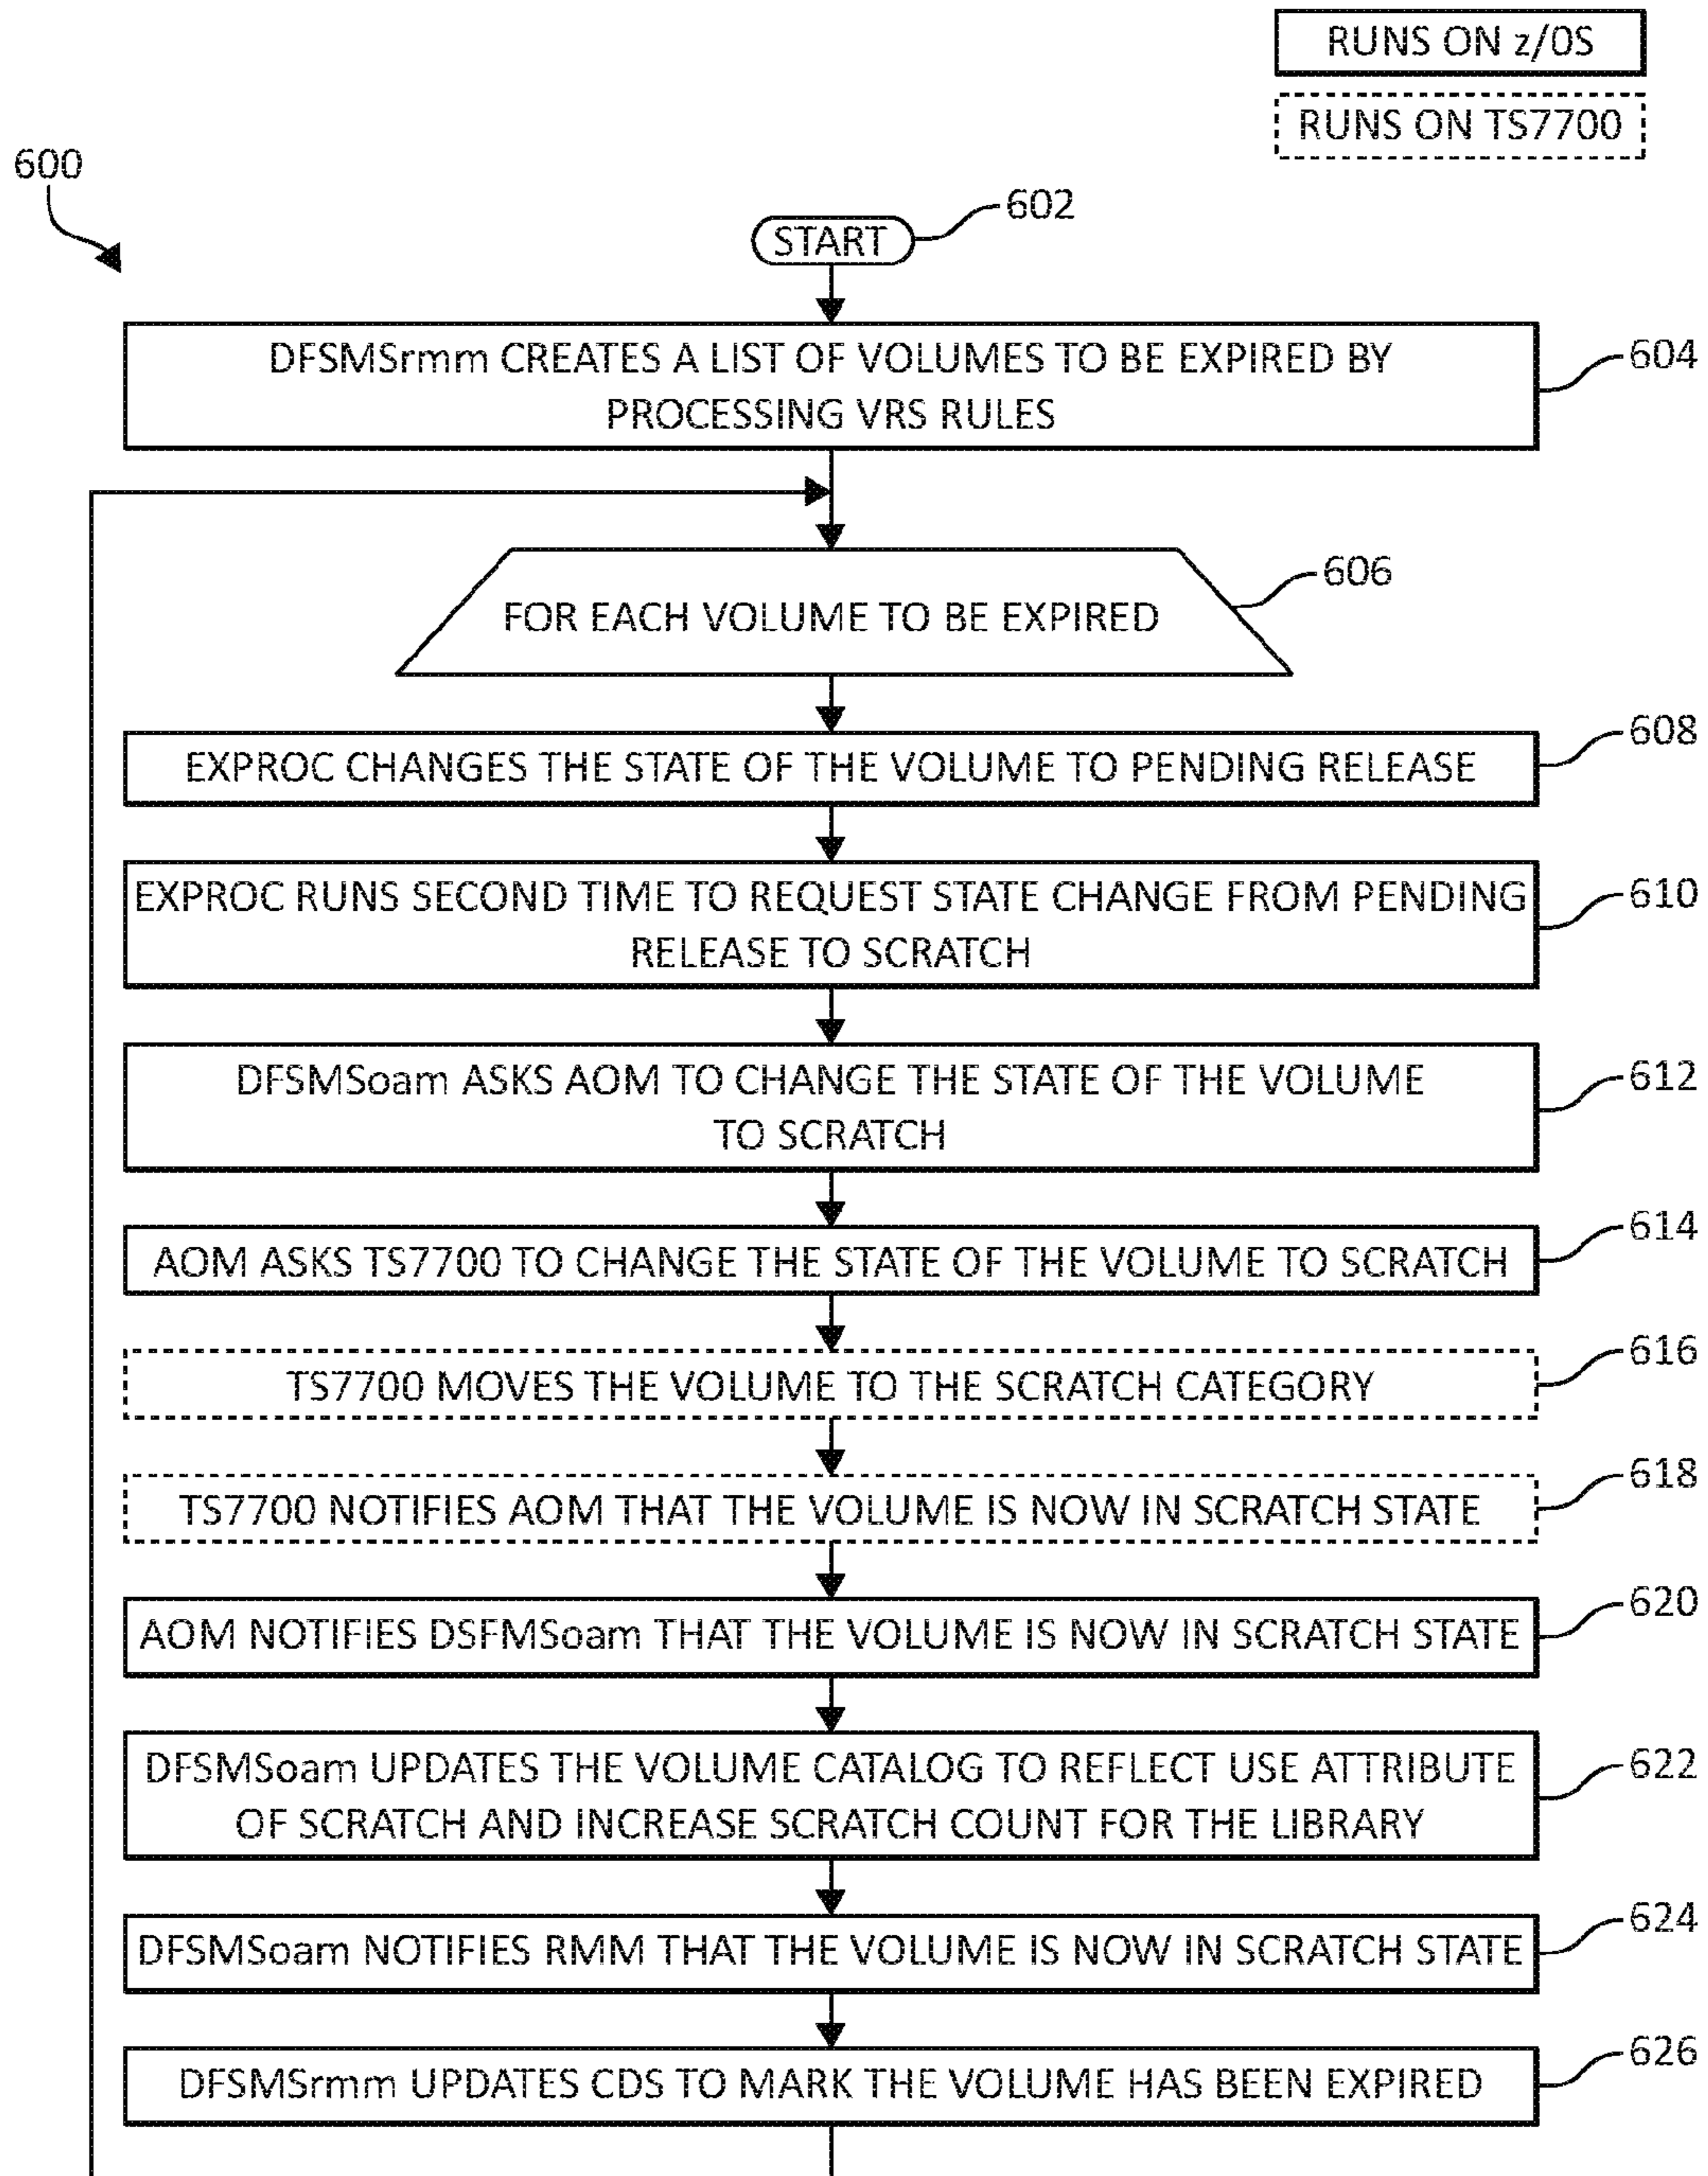 RUNS ON z/0S
RUNS ON TS7700
600
602
START
DFSMSrmm CREATES A LIST OF VOLUMES TO BE EXPIRED BY
PROCESSING VRS RULES
604
606
FOR EACH VOLUME TO BE EXPIRED
608
EXPROC CHANGES THE STATE OF THE VOLUME TO PENDING RELEASE
EXPROC RUNS SECOND TIME TO REQUEST STATE CHANGE FROM PENDING
RELEASE TO SCRATCH
610
DFSMSoam ASKS AOM TO CHANGE THE STATE OF THE VOLUME
TO SCRATCH
612
614
AOM ASKS TS7700 TO CHANGE THE STATE OF THE VOLUME TO SCRATCH
616
TS7700 MOVES THE VOLUME TO THE SCRATCH CATEGORY
618
TS7700 NOTIFIES AOM THAT THE VOLUME IS NOW IN SCRATCH STATE
620
AOM NOTIFIES DSFMSoam THAT THE VOLUME IS NOW IN SCRATCH STATE
DFSMSoam UPDATES THE VOLUME CATALOG TO REFLECT USE ATTRIBUTE
OF SCRATCH AND INCREASE SCRATCH COUNT FOR THE LIBRARY
622
624
DFSMSoam NOTIFIES RMM THAT THE VOLUME IS NOW IN SCRATCH STATE
626
DFSMSrmm UPDATES CDS TO MARK THE VOLUME HAS BEEN EXPIRED